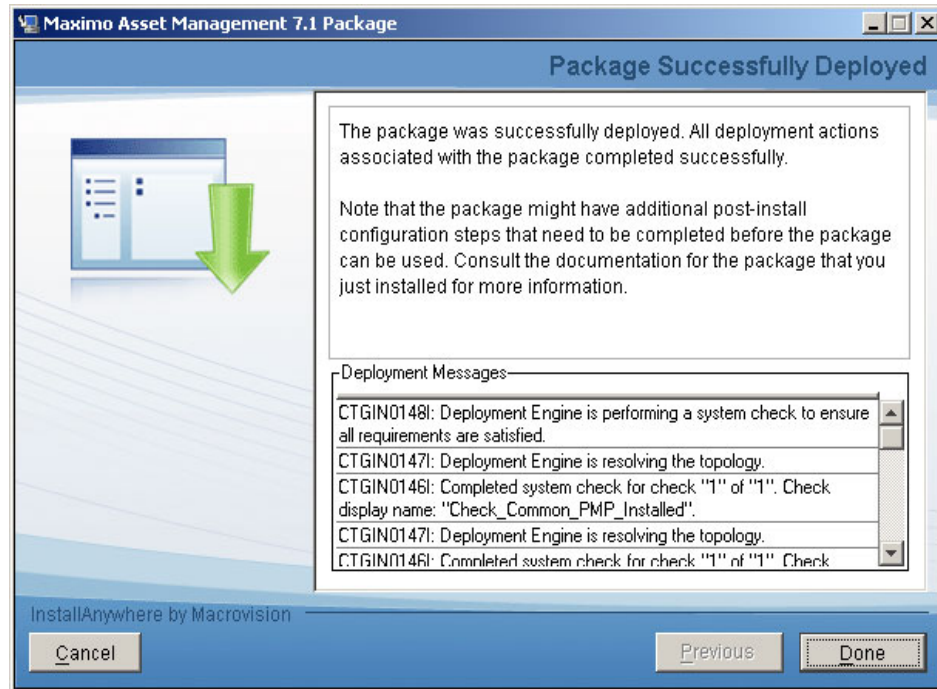 Maximo Asset Management 7.1 Package
Package Successfully Deployed
The package was successfully deployed. All deployment actions
associated with the package completed successfully.
Note that the package might have additional post-install
configuration steps that need to be completed before the package
can be used. Consult the documentation for the package that you
just installed for more information.
Deployment Messages
CTGIN0148I: Deployment Engine is performing a system check to ensure
all requirements are satisfied.
CTGIN0147I: Deployment Engine is resolving the topology.
CTGIN0146I: Completed system check for check "1" of "1". Check
display name: "Check_Common_PMP_Installed".
CTGIN0147I: Deployment Engine is resolving the topology.
CTGIN0146I: Completed system check for check "1" of "1". Check
InstallAnywhere by Macrovision
Cancel
Previous
Done